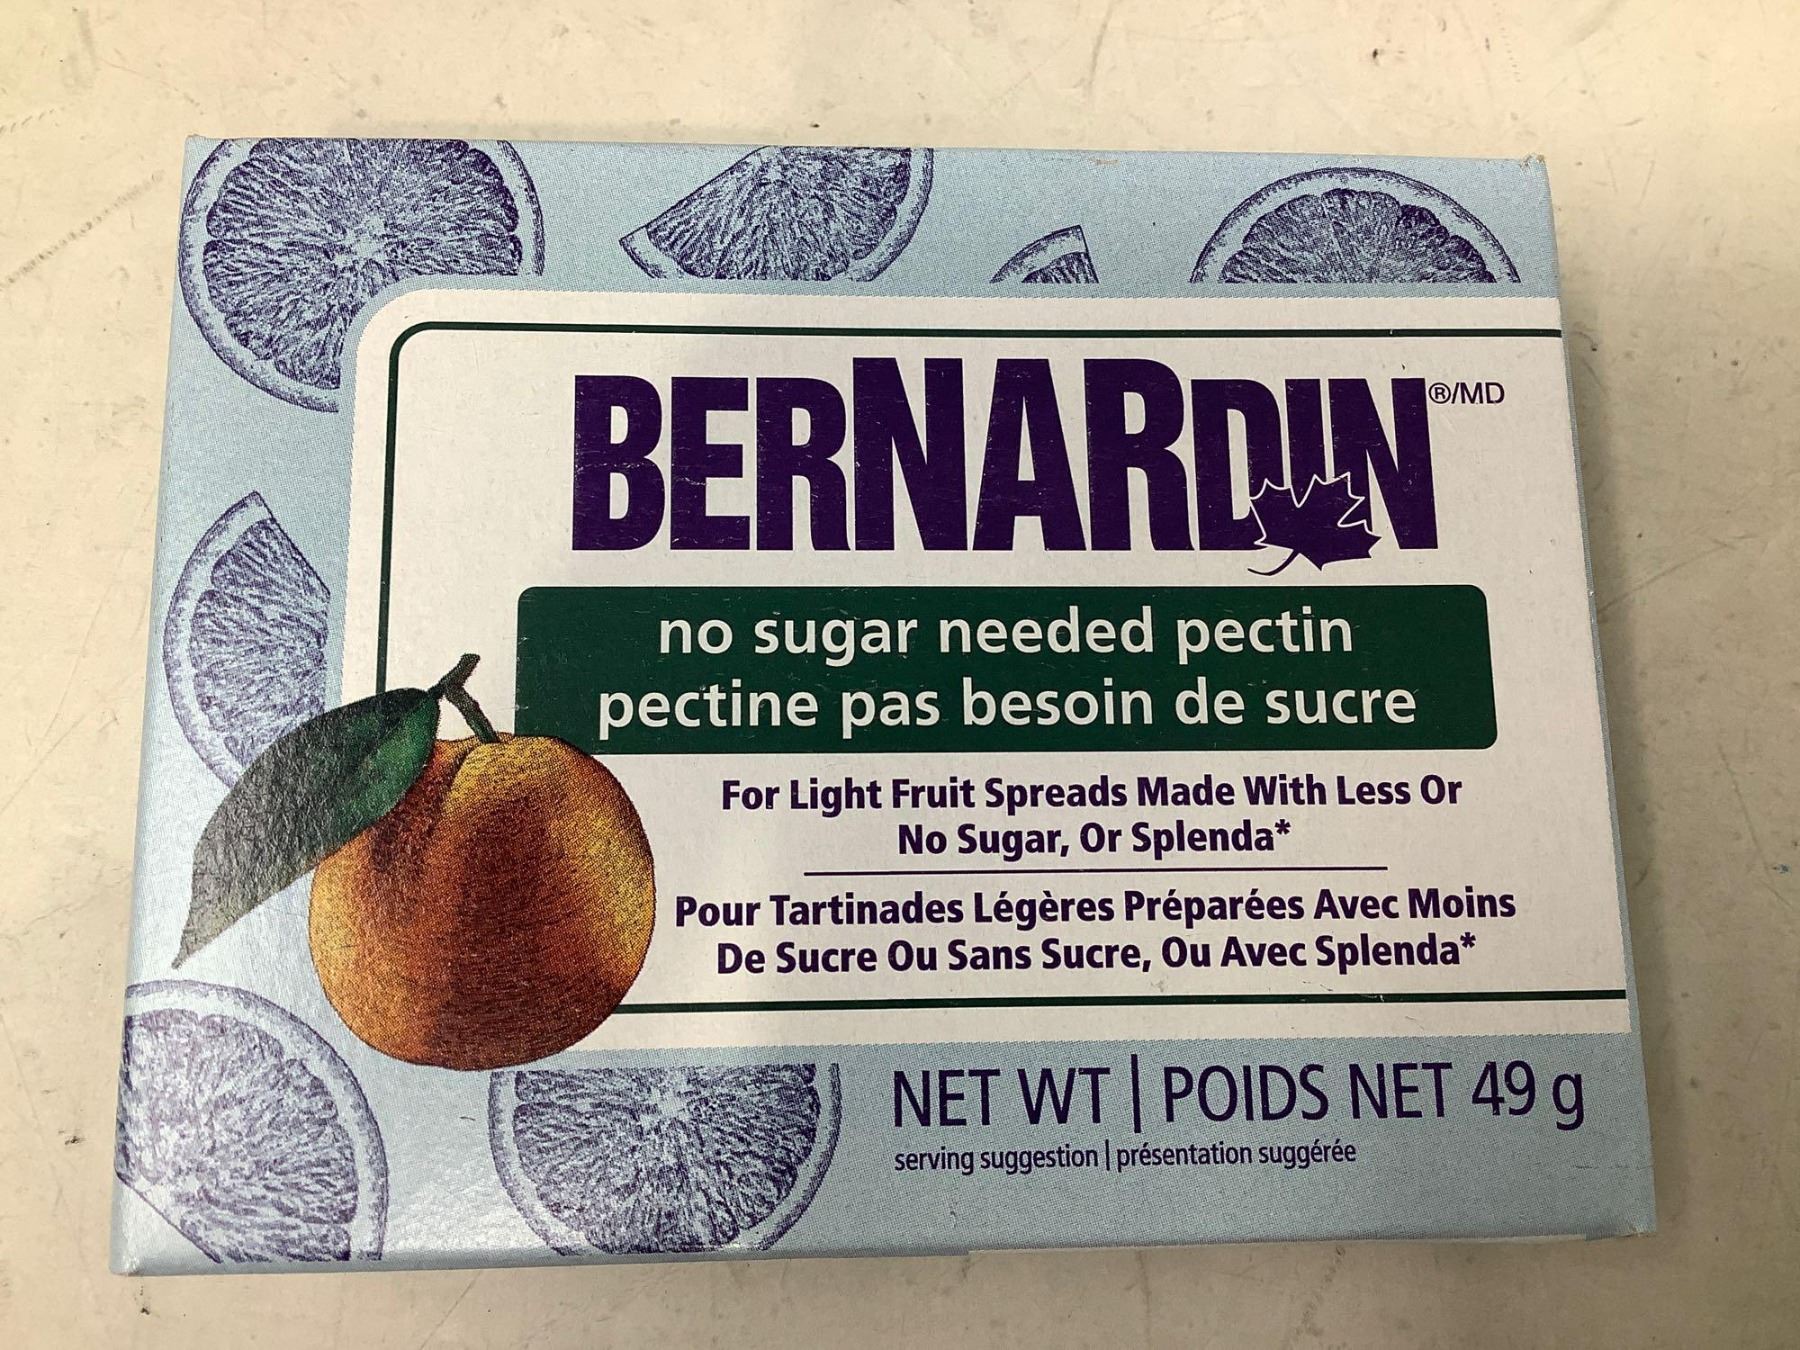 BERNARDIN®/MD
no sugar needed pectin
pectine pas besoin de sucre
For Light Fruit Spreads Made With Less Or
No Sugar, Or Splenda*
Pour Tartinades Légères Préparées Avec Moins
De Sucre Ou Sans Sucre, Ou Avec Splenda*
NET WT | POIDS NET 49 g
serving suggestion | présentation suggérée